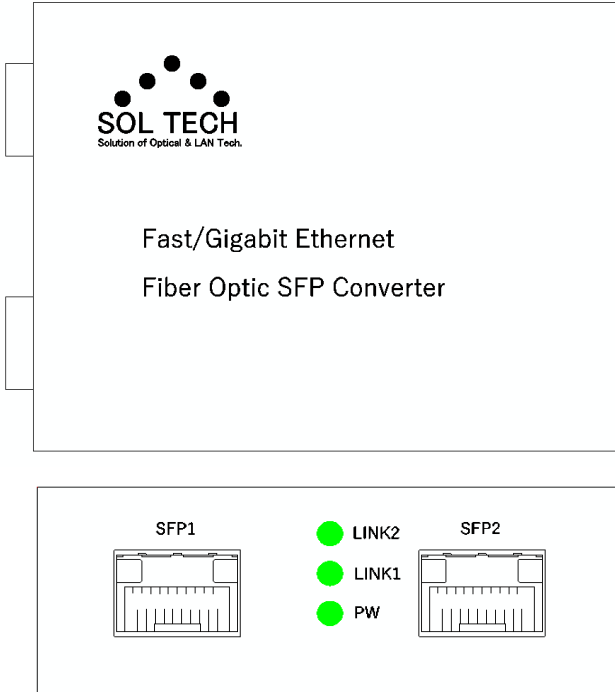 SOL TECH
Solution of Optical & LAN Tech.
Fast/Gigabit Ethernet
Fiber Optic SFP Converter
SFP1
LINK2
SFP2
LINK1
PW